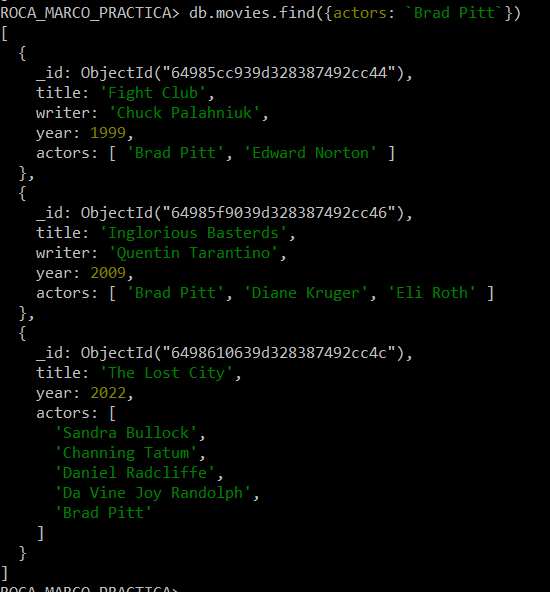 ROCA_MARCO_PRACTICA> db.movies.find({actors: `Brad Pitt`})
[
  {
    _id: ObjectId("64985cc939d328387492cc44"),
    title: 'Fight Club',
    writer: 'Chuck Palahniuk',
    year: 1999,
    actors: [ 'Brad Pitt', 'Edward Norton' ]
  },
  {
    _id: ObjectId("64985f9039d328387492cc46"),
    title: 'Inglorious Basterds',
    writer: 'Quentin Tarantino',
    year: 2009,
    actors: [ 'Brad Pitt', 'Diane Kruger', 'Eli Roth' ]
  },
  {
    _id: ObjectId("6498610639d328387492cc4c"),
    title: 'The Lost City',
    year: 2022,
    actors: [
      'Sandra Bullock',
      'Channing Tatum',
      'Daniel Radcliffe',
      'Da Vine Joy Randolph',
      'Brad Pitt'
    ]
  }
]
ROCA_MARCO_PRACTICA>